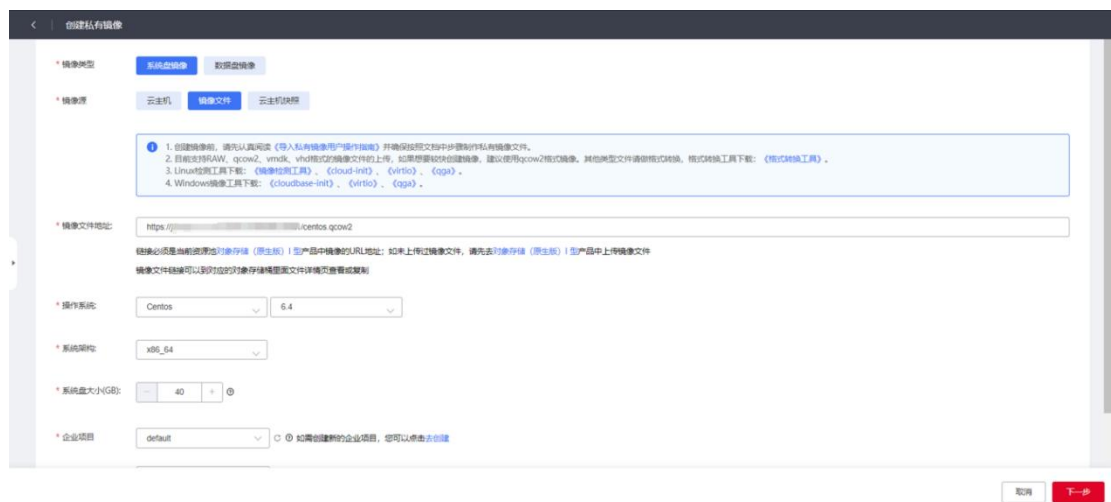 创建私有镜像
* 镜像类型 系统盘镜像 数据盘镜像
* 镜像源 云主机 镜像文件 云主机快照
1. 创建镜像前，请先认真阅读《导入私有镜像用户操作指南》并确保按照文档中步骤制作私有镜像文件。
2. 目前支持RAW、qcow2、vmdk、vhd格式的镜像文件的上传，如果想要较快创建镜像，建议使用qcow2格式镜像。其他类型文件请做格式转换，格式转换工具下载：《格式转换工具》。
3. Linux检测工具下载：《镜像检测工具》、《cloud-init》、《virtio》、《qga》。
4. Windows镜像工具下载：《cloudbase-init》、《virtio》、《qga》。
* 镜像文件地址: https:// /centos.qcow2
链接必须是当前资源池对象存储（原生版）I 型产品中镜像的URL地址；如未上传过镜像文件，请先去对象存储（原生版）I 型产品中上传镜像文件
镜像文件链接可以到对应的对象存储桶里面文件详情页查看或复制
* 操作系统: Centos 6.4
* 系统架构: x86_64
* 系统盘大小(GB): 40
* 企业项目 default 如需创建新的企业项目，您可以点击去创建
取消 下一步